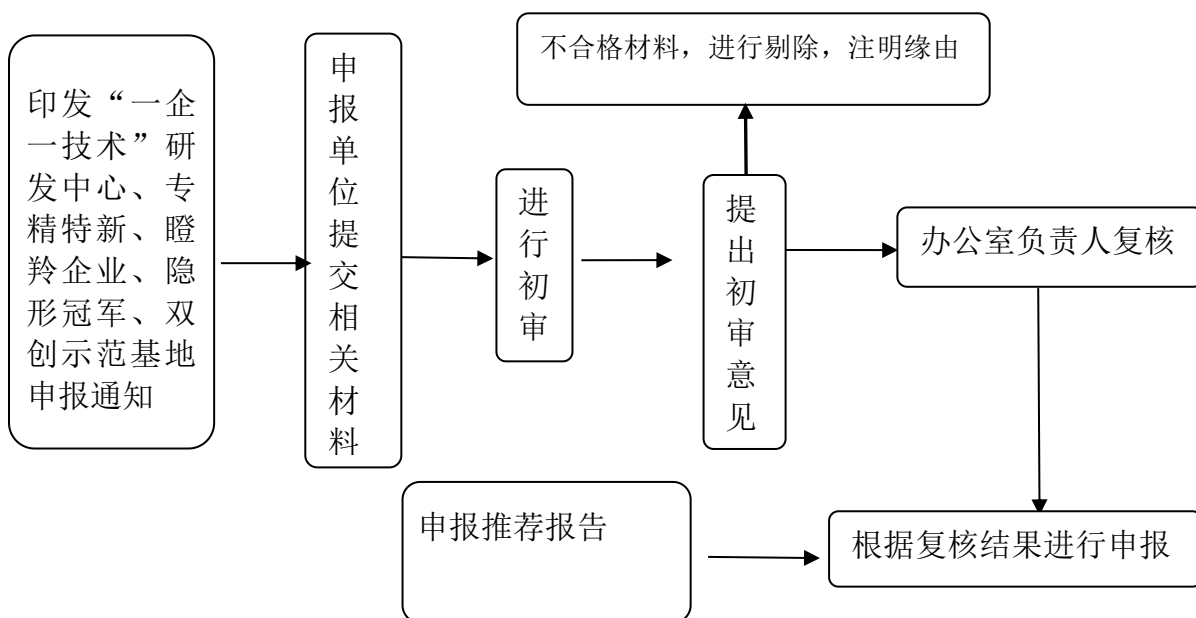 不合格材料，进行剔除，注明缘由
印发“一企
一技术”研
发中心、专
精特新、瞪
羚企业、隐
形冠军、双
创示范基地
申报通知
申报单位提交相关材料
进行初审
提出初审意见
办公室负责人复核
申报推荐报告
根据复核结果进行申报